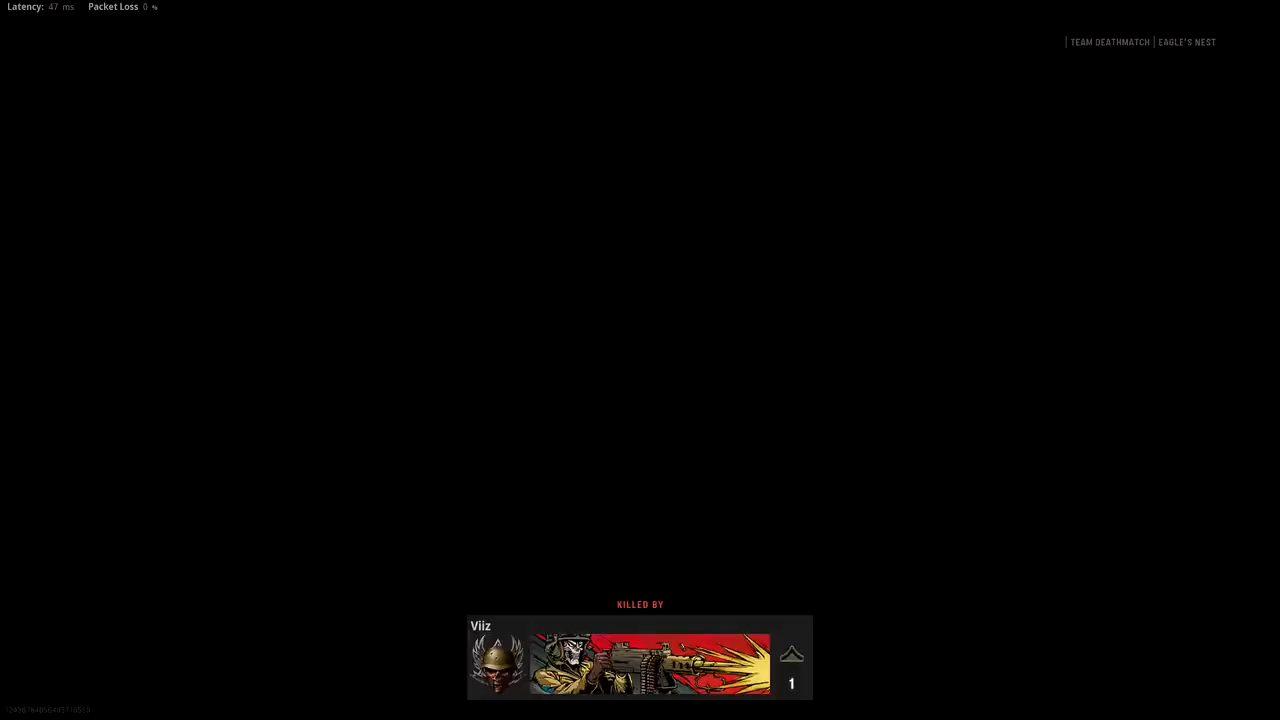 Latency: 47 ms Packet Loss 0 %
| TEAM DEATHMATCH | EAGLE'S NEST
KILLED BY
Viiz
1